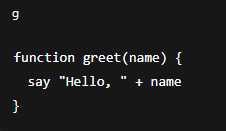 g
function greet(name) {
  say "Hello, " + name
}